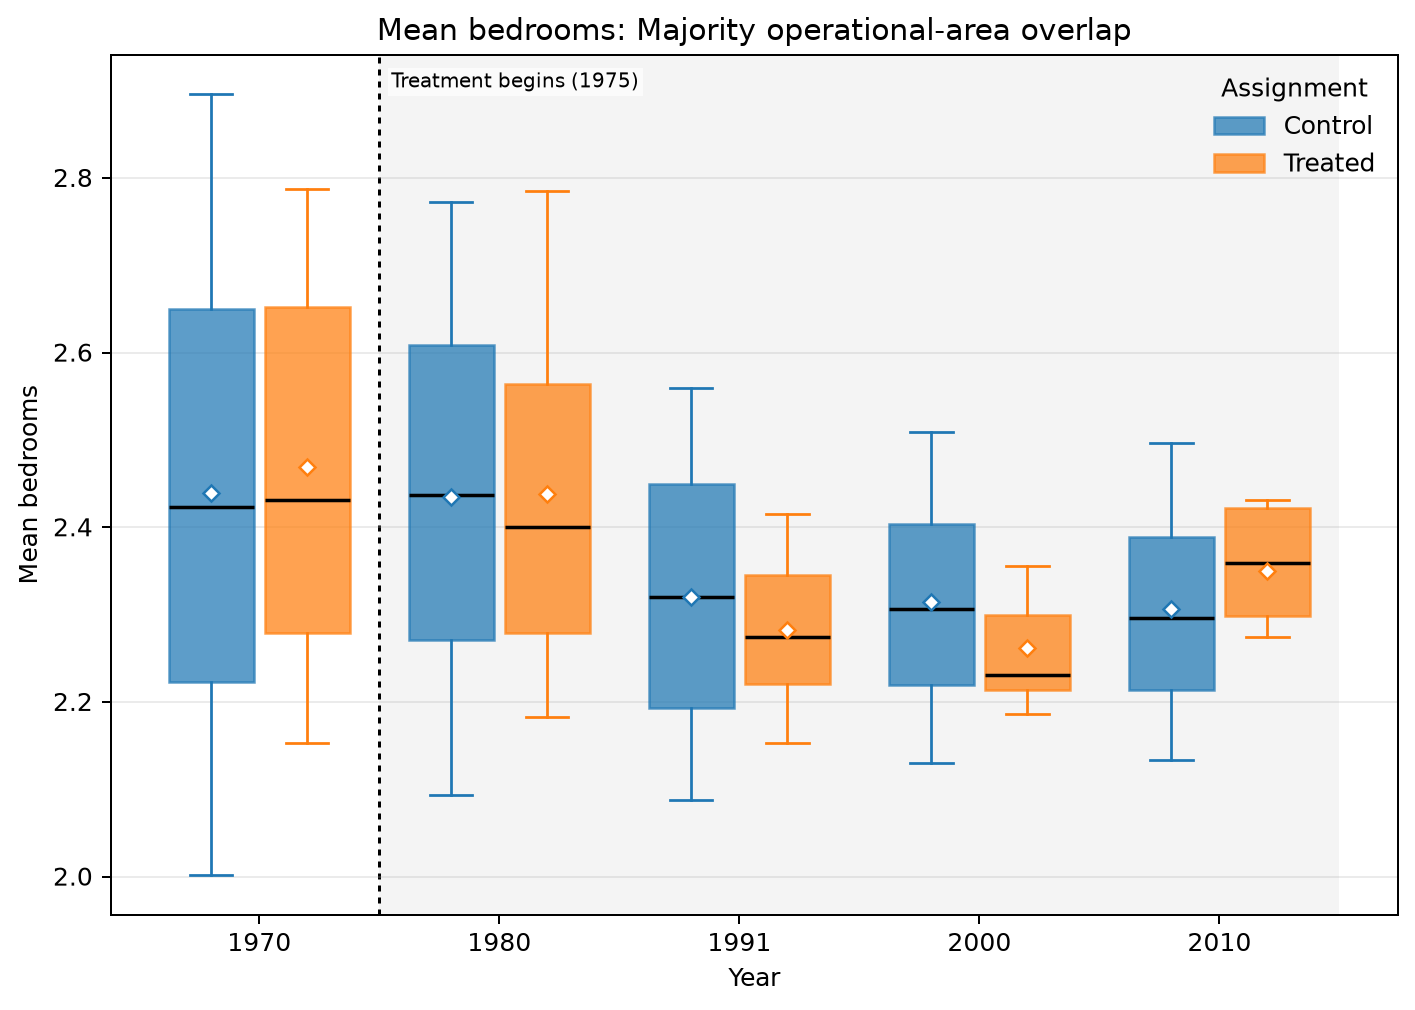 Mean bedrooms: Majority operational-area overlap
Treatment begins (1975)
Assignment
Control
Treated
Mean bedrooms
2.8
2.6
2.4
2.2
2.0
1970
1980
1991
2000
2010
Year